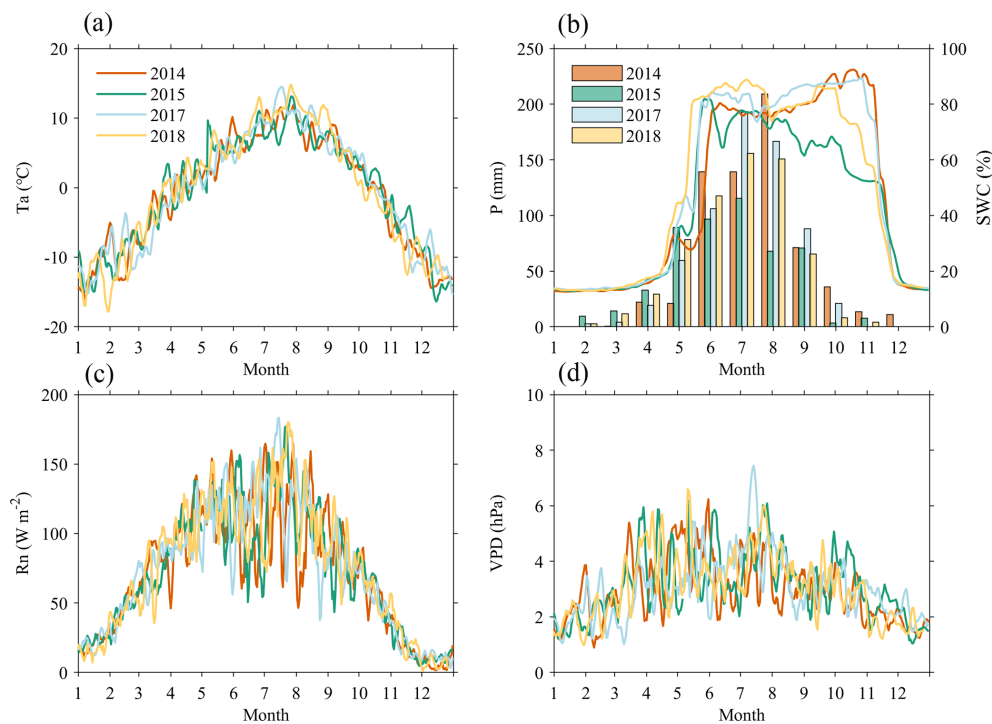 (a)
Ta (℃)
20
10
0
-10
-20
2014
2015
2017
2018
1 2 3 4 5 6 7 8 9 10 11 12
Month
(b)
P (mm)
250
200
150
100
50
0
2014
2015
2017
2018
SWC (%)
100
80
60
40
20
0
1 2 3 4 5 6 7 8 9 10 11 12
Month
(c)
Rn (W m⁻²)
200
150
100
50
0
1 2 3 4 5 6 7 8 9 10 11 12
Month
(d)
VPD (hPa)
10
8
6
4
2
0
1 2 3 4 5 6 7 8 9 10 11 12
Month